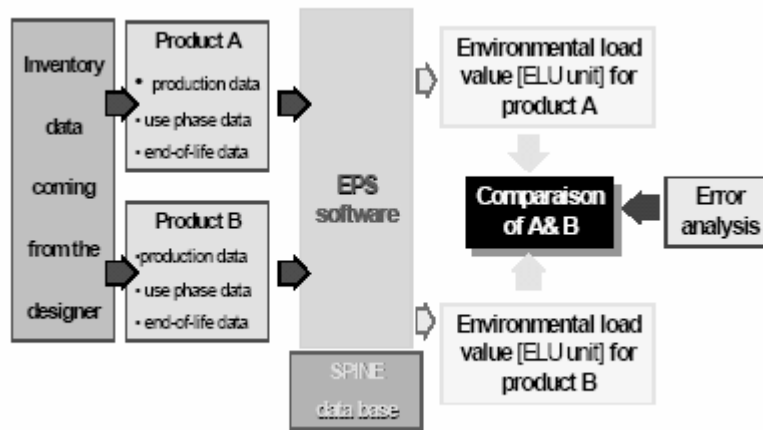 Inventory
data
coming
from the
designer
Product A
• production data
• use phase data
• end-of-life data
Product B
•production data
• use phase data
• end-of-life data
EPS
software
SPINE
data base
Environmental load
value [ELU unit] for
product A
Comparaison
of A& B
Error
analysis
Environmental load
value [ELU unit] for
product B